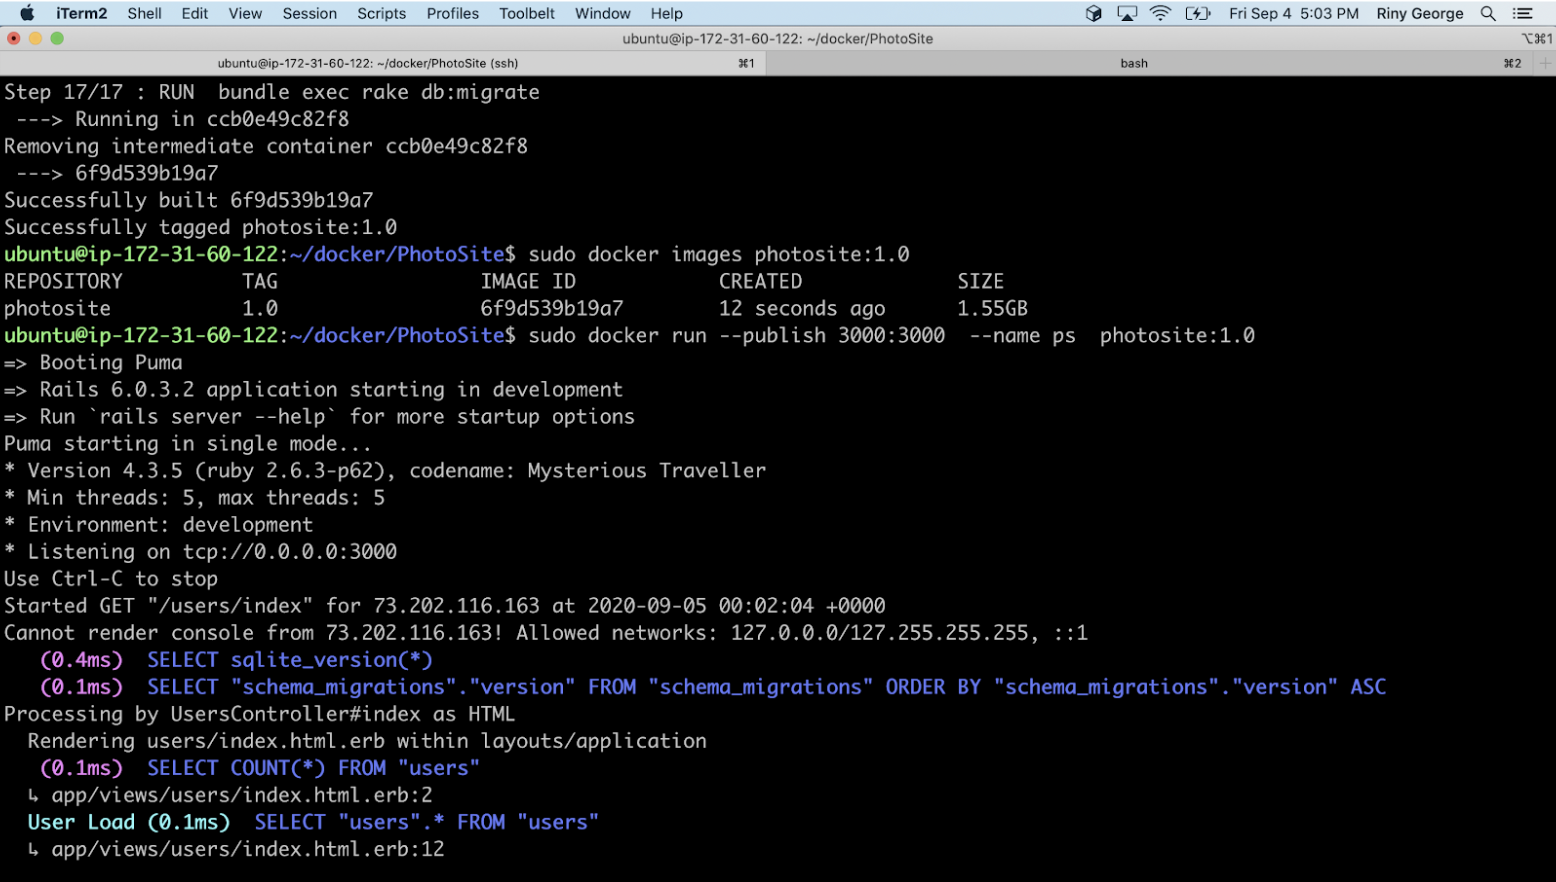 iTerm2 Shell Edit View Session Scripts Profiles Toolbelt Window Help Fri Sep 4 5:03 PM Riny George
ubuntu@ip-172-31-60-122: ~/docker/PhotoSite ⌥⌘1
ubuntu@ip-172-31-60-122: ~/docker/PhotoSite (ssh) ⌘1 bash ⌘2 +
Step 17/17 : RUN  bundle exec rake db:migrate
 ---> Running in ccb0e49c82f8
Removing intermediate container ccb0e49c82f8
 ---> 6f9d539b19a7
Successfully built 6f9d539b19a7
Successfully tagged photosite:1.0
ubuntu@ip-172-31-60-122:~/docker/PhotoSite$ sudo docker images photosite:1.0
REPOSITORY          TAG                 IMAGE ID            CREATED             SIZE
photosite           1.0                 6f9d539b19a7        12 seconds ago      1.55GB
ubuntu@ip-172-31-60-122:~/docker/PhotoSite$ sudo docker run --publish 3000:3000  --name ps  photosite:1.0
=> Booting Puma
=> Rails 6.0.3.2 application starting in development
=> Run `rails server --help` for more startup options
Puma starting in single mode...
* Version 4.3.5 (ruby 2.6.3-p62), codename: Mysterious Traveller
* Min threads: 5, max threads: 5
* Environment: development
* Listening on tcp://0.0.0.0:3000
Use Ctrl-C to stop
Started GET "/users/index" for 73.202.116.163 at 2020-09-05 00:02:04 +0000
Cannot render console from 73.202.116.163! Allowed networks: 127.0.0.0/127.255.255.255, ::1
   (0.4ms)  SELECT sqlite_version(*)
   (0.1ms)  SELECT "schema_migrations"."version" FROM "schema_migrations" ORDER BY "schema_migrations"."version" ASC
Processing by UsersController#index as HTML
  Rendering users/index.html.erb within layouts/application
   (0.1ms)  SELECT COUNT(*) FROM "users"
  ↳ app/views/users/index.html.erb:2
  User Load (0.1ms)  SELECT "users".* FROM "users"
  ↳ app/views/users/index.html.erb:12